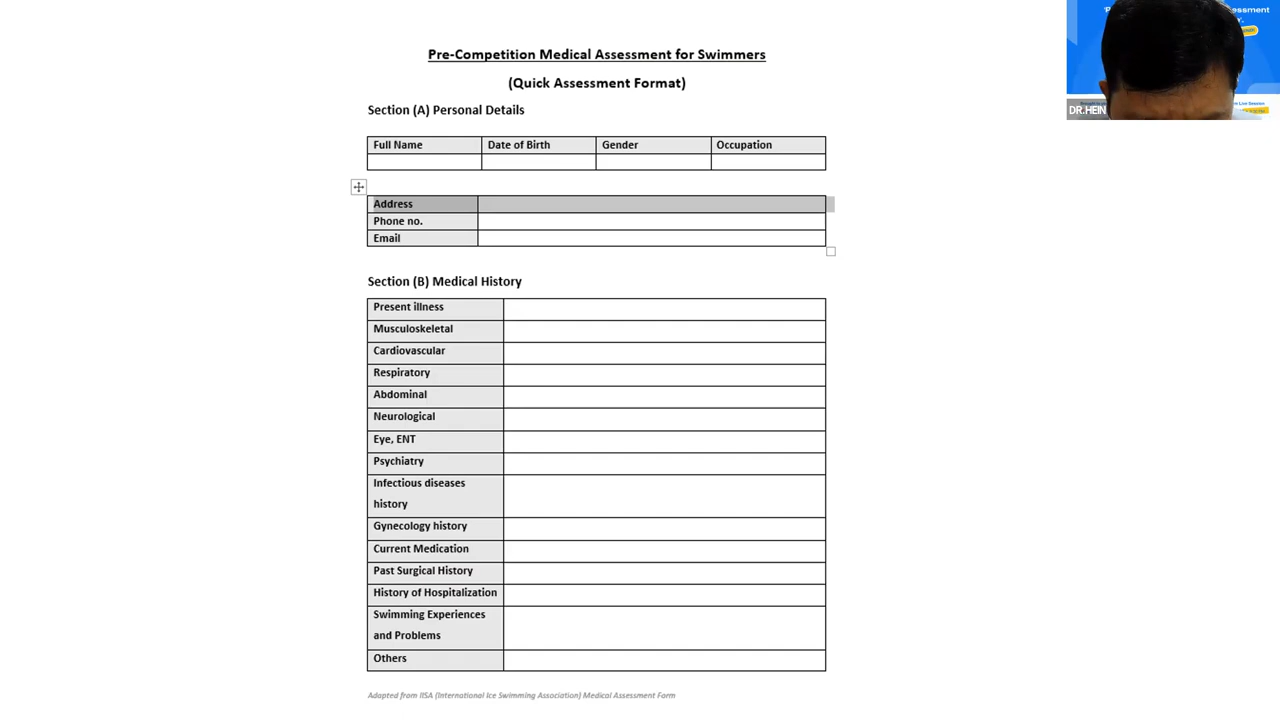 Pre-Competition Medical Assessment for Swimmers
(Quick Assessment Format)
Section (A) Personal Details
Full Name Date of Birth Gender Occupation
Address
Phone no.
Email
Section (B) Medical History
Present illness
Musculoskeletal
Cardiovascular
Respiratory
Abdominal
Neurological
Eye, ENT
Psychiatry
Infectious diseases
history
Gynecology history
Current Medication
Past Surgical History
History of Hospitalization
Swimming Experiences
and Problems
Others
Adapted from IISA (International Ice Swimming Association) Medical Assessment Form
DR.HEIN